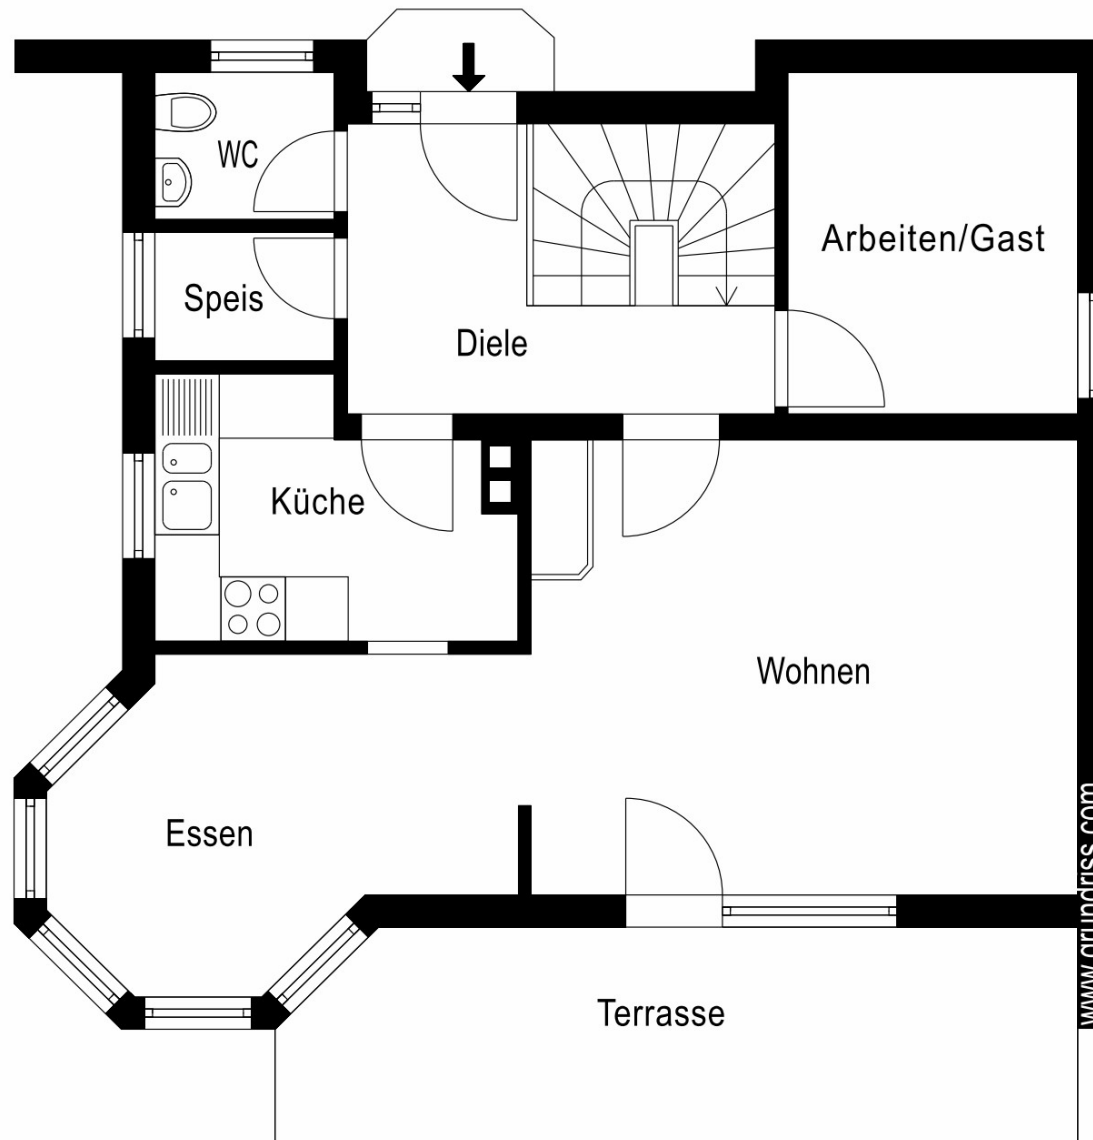 WC
Arbeiten/Gast
Speis
Diele
Küche
Wohnen
Essen
Terrasse
www.grundriss.com